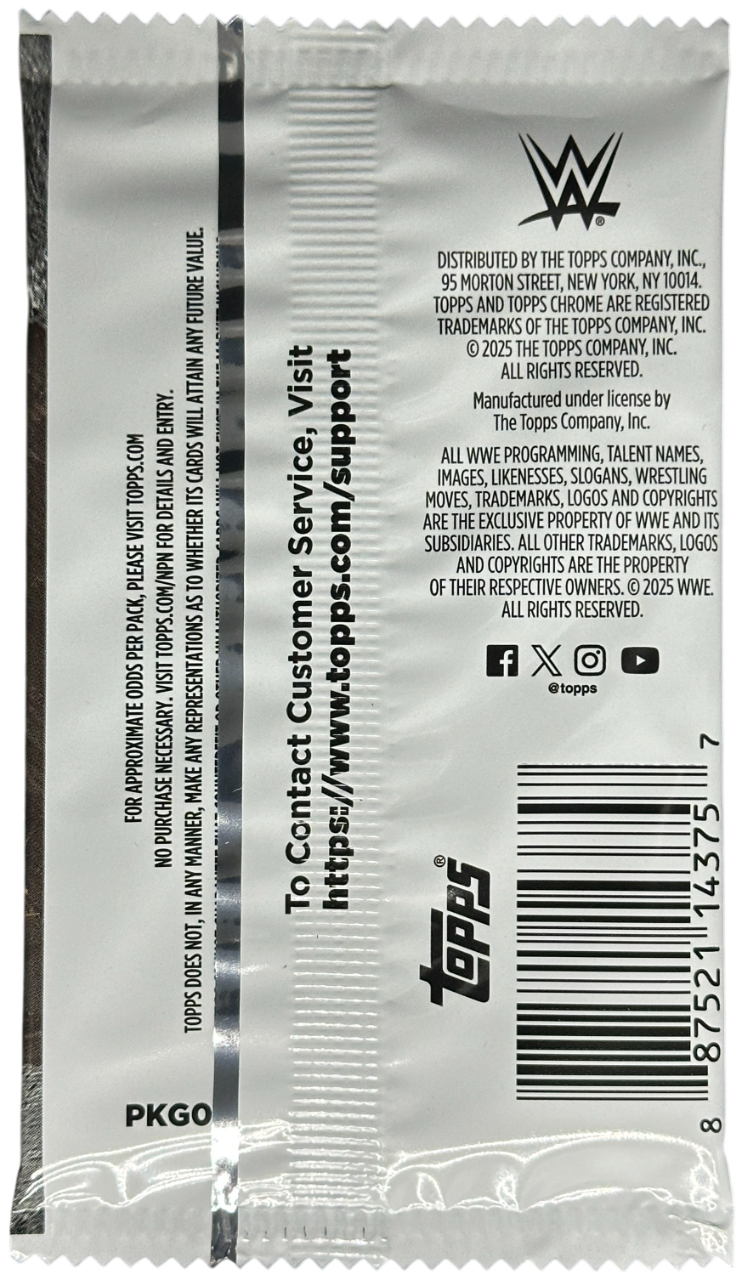 W
DISTRIBUTED BY THE TOPPS COMPANY, INC.,
95 MORTON STREET, NEW YORK, NY 10014.
TOPPS AND TOPPS CHROME ARE REGISTERED
TRADEMARKS OF THE TOPPS COMPANY, INC.
© 2025 THE TOPPS COMPANY, INC.
ALL RIGHTS RESERVED.
Manufactured under license by
The Topps Company, Inc.
ALL WWE PROGRAMMING, TALENT NAMES,
IMAGES, LIKENESSES, SLOGANS, WRESTLING
MOVES, TRADEMARKS, LOGOS AND COPYRIGHTS
ARE THE EXCLUSIVE PROPERTY OF WWE AND ITS
SUBSIDIARIES. ALL OTHER TRADEMARKS, LOGOS
AND COPYRIGHTS ARE THE PROPERTY
OF THEIR RESPECTIVE OWNERS. © 2025 WWE.
ALL RIGHTS RESERVED.
@topps
topps®
8 87521 14375 7
To Contact Customer Service, Visit
https://www.topps.com/support
FOR APPROXIMATE ODDS PER PACK, PLEASE VISIT TOPPS.COM
NO PURCHASE NECESSARY. VISIT TOPPS.COM/NPN FOR DETAILS AND ENTRY.
TOPPS DOES NOT, IN ANY MANNER, MAKE ANY REPRESENTATIONS AS TO WHETHER ITS CARDS WILL ATTAIN ANY FUTURE VALUE.
PKGO